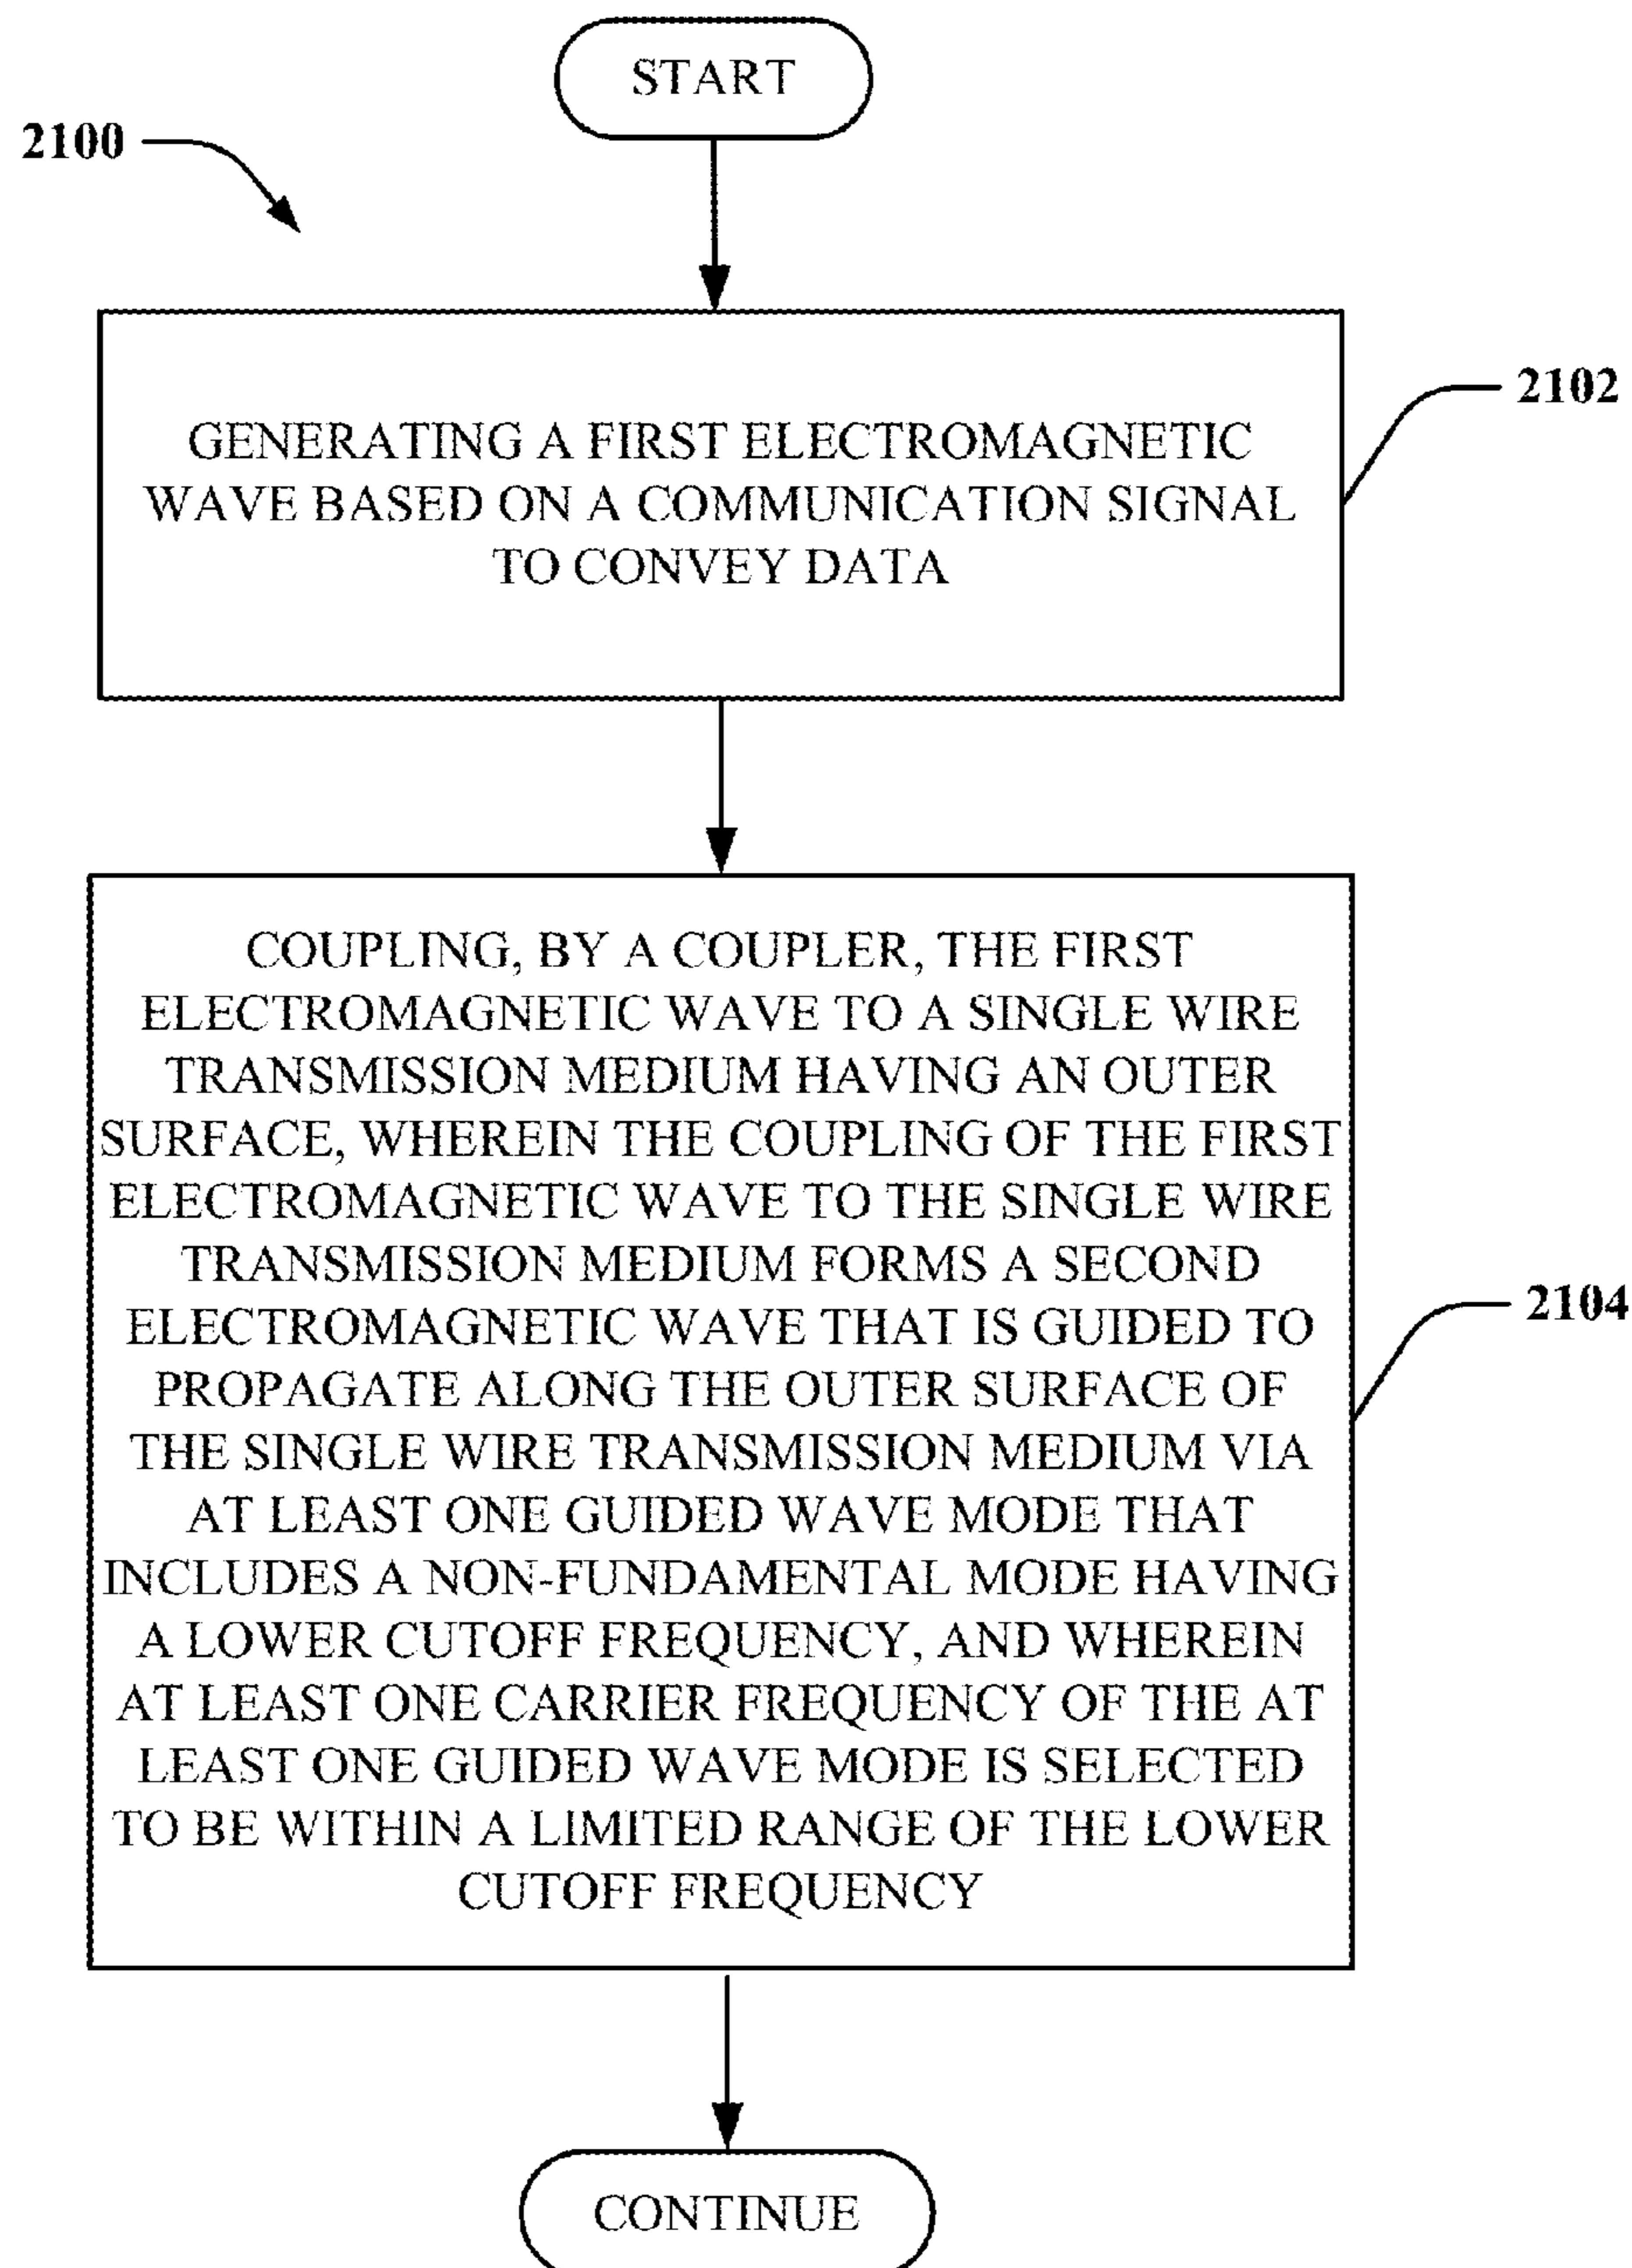 START
2100
2102
GENERATING A FIRST ELECTROMAGNETIC
WAVE BASED ON A COMMUNICATION SIGNAL
TO CONVEY DATA
COUPLING, BY A COUPLER, THE FIRST
ELECTROMAGNETIC WAVE TO A SINGLE WIRE
TRANSMISSION MEDIUM HAVING AN OUTER
SURFACE, WHEREIN THE COUPLING OF THE FIRST
ELECTROMAGNETIC WAVE TO THE SINGLE WIRE
TRANSMISSION MEDIUM FORMS A SECOND
ELECTROMAGNETIC WAVE THAT IS GUIDED TO
PROPAGATE ALONG THE OUTER SURFACE OF
THE SINGLE WIRE TRANSMISSION MEDIUM VIA
AT LEAST ONE GUIDED WAVE MODE THAT
INCLUDES A NON-FUNDAMENTAL MODE HAVING
A LOWER CUTOFF FREQUENCY, AND WHEREIN
AT LEAST ONE CARRIER FREQUENCY OF THE AT
LEAST ONE GUIDED WAVE MODE IS SELECTED
TO BE WITHIN A LIMITED RANGE OF THE LOWER
CUTOFF FREQUENCY
2104
CONTINUE